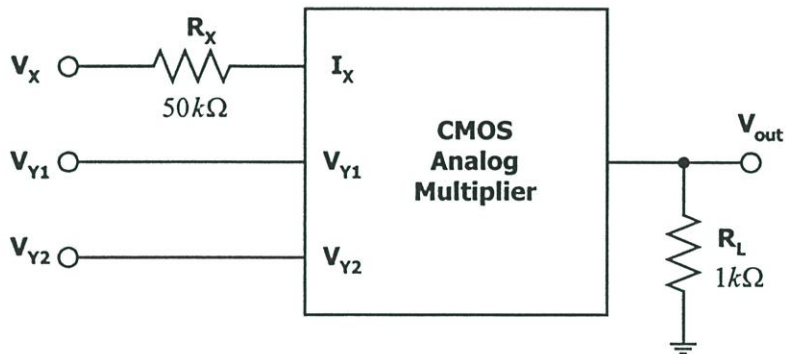 R_X
V_X
50kΩ
I_X
V_Y1
V_Y1
V_Y2
V_Y2
CMOS
Analog
Multiplier
V_out
R_L
1kΩ